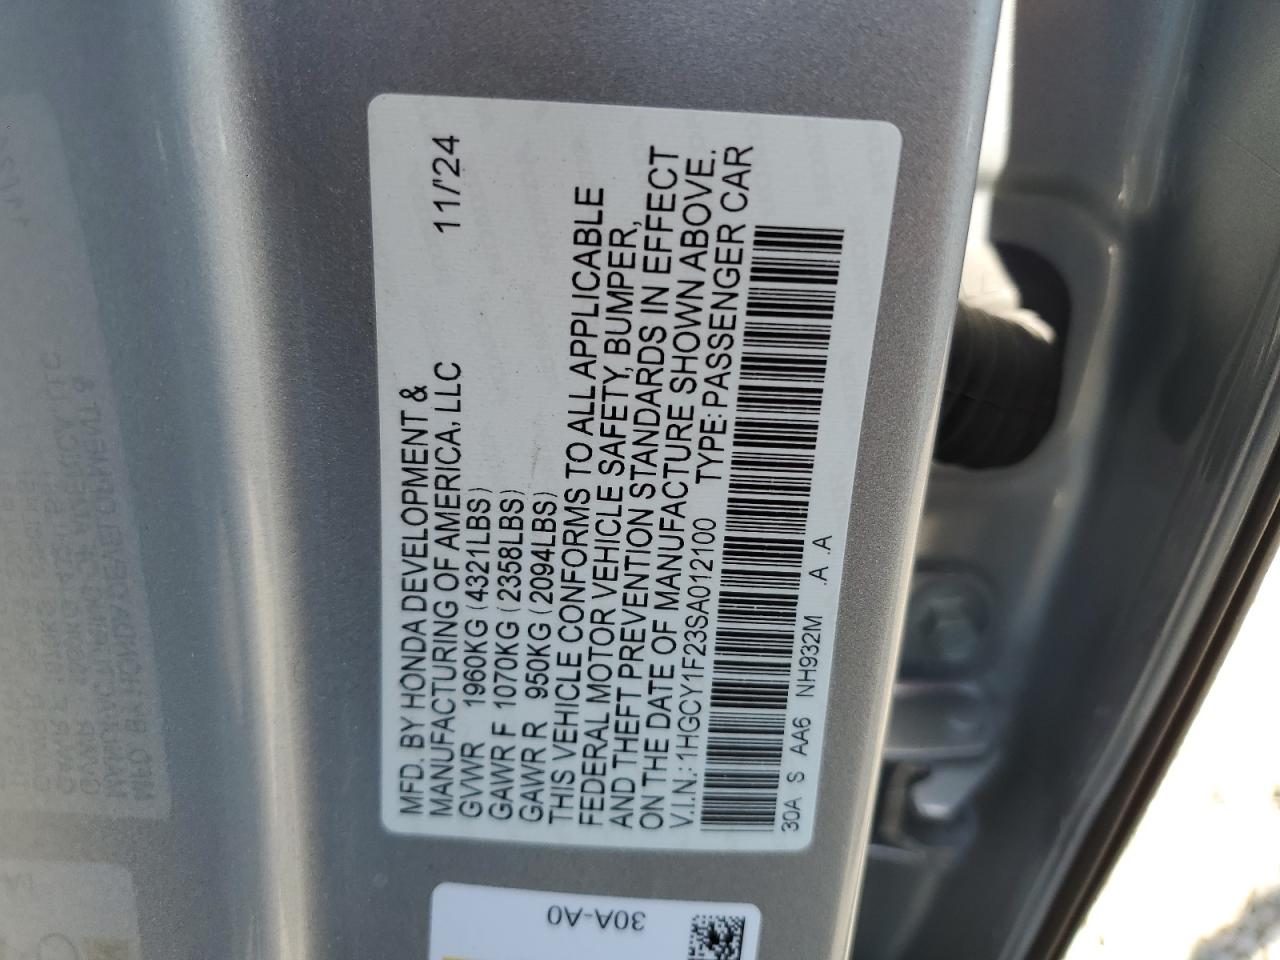 MFD. BY HONDA DEVELOPMENT &
MANUFACTURING OF AMERICA, LLC 11/'24
GVWR 1960KG (4321LBS)
GAWR F 1070KG (2358LBS)
GAWR R 950KG (2094LBS)
THIS VEHICLE CONFORMS TO ALL APPLICABLE
FEDERAL MOTOR VEHICLE SAFETY, BUMPER,
AND THEFT PREVENTION STANDARDS IN EFFECT
ON THE DATE OF MANUFACTURE SHOWN ABOVE.
V.I.N.: 1HGCY1F23SA012100 TYPE: PASSENGER CAR
30A S AA6 NH932M .A .A
30A-A0